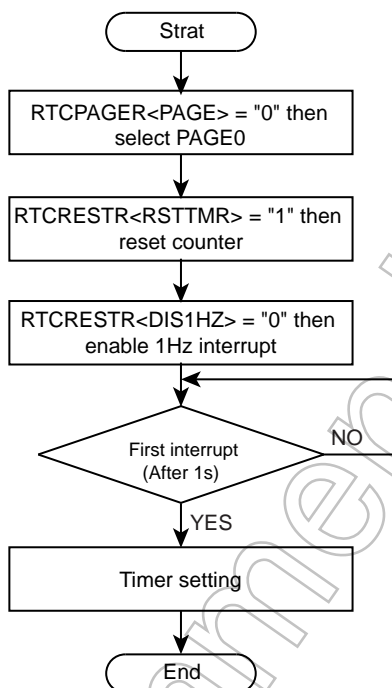 Strat
RTCPAGER<PAGE> = "0" then
select PAGE0
RTCRESTR<RSTTMR> = "1" then
reset counter
RTCRESTR<DIS1HZ> = "0" then
enable 1Hz interrupt
First interrupt
(After 1s)
NO
YES
Timer setting
End